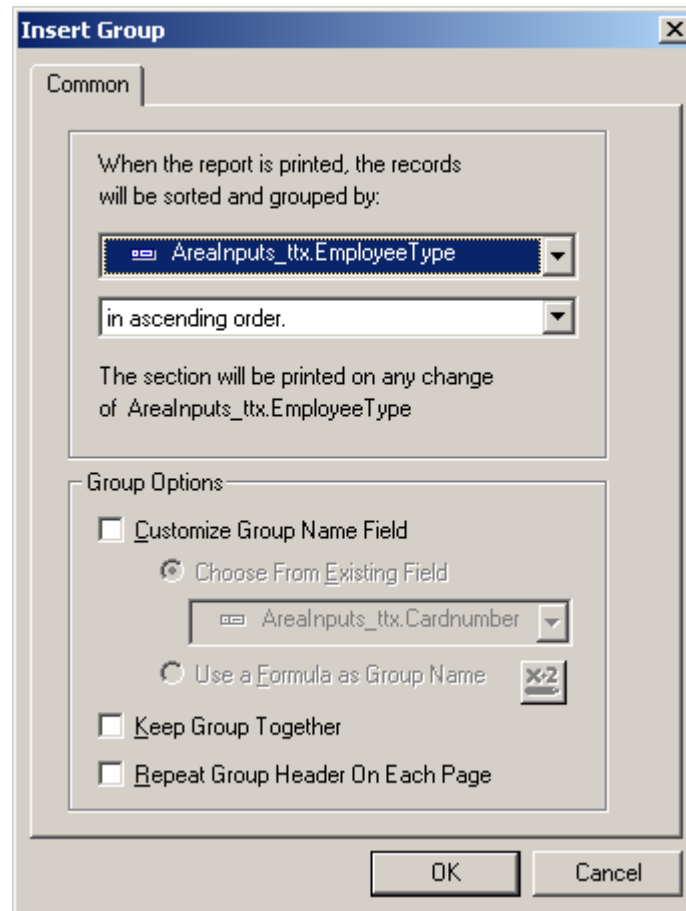 Insert Group
Common
When the report is printed, the records
will be sorted and grouped by:
AreaInputs_ttx.EmployeeType
in ascending order.
The section will be printed on any change
of AreaInputs_ttx.EmployeeType
Group Options
Customize Group Name Field
Choose From Existing Field
AreaInputs_ttx.Cardnumber
Use a Formula as Group Name
X+2
Keep Group Together
Repeat Group Header On Each Page
OK Cancel